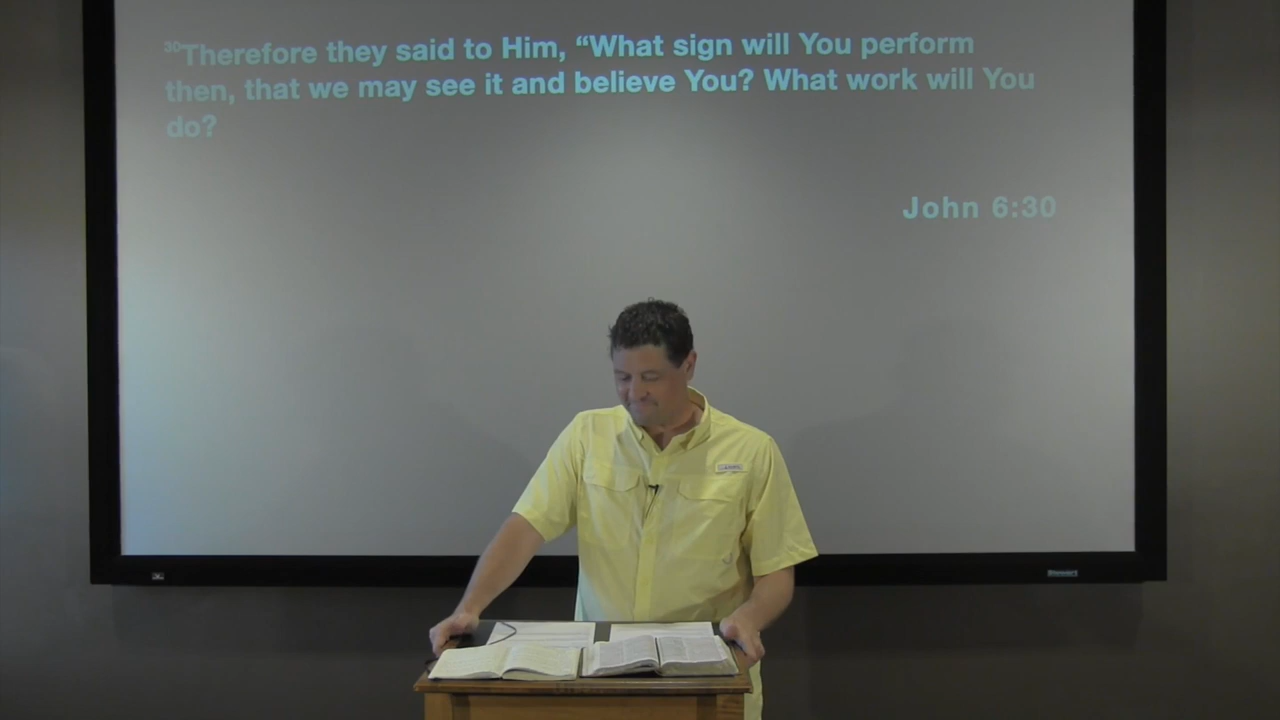 30Therefore they said to Him, “What sign will You perform
then, that we may see it and believe You? What work will You
do?
John 6:30
Stewart